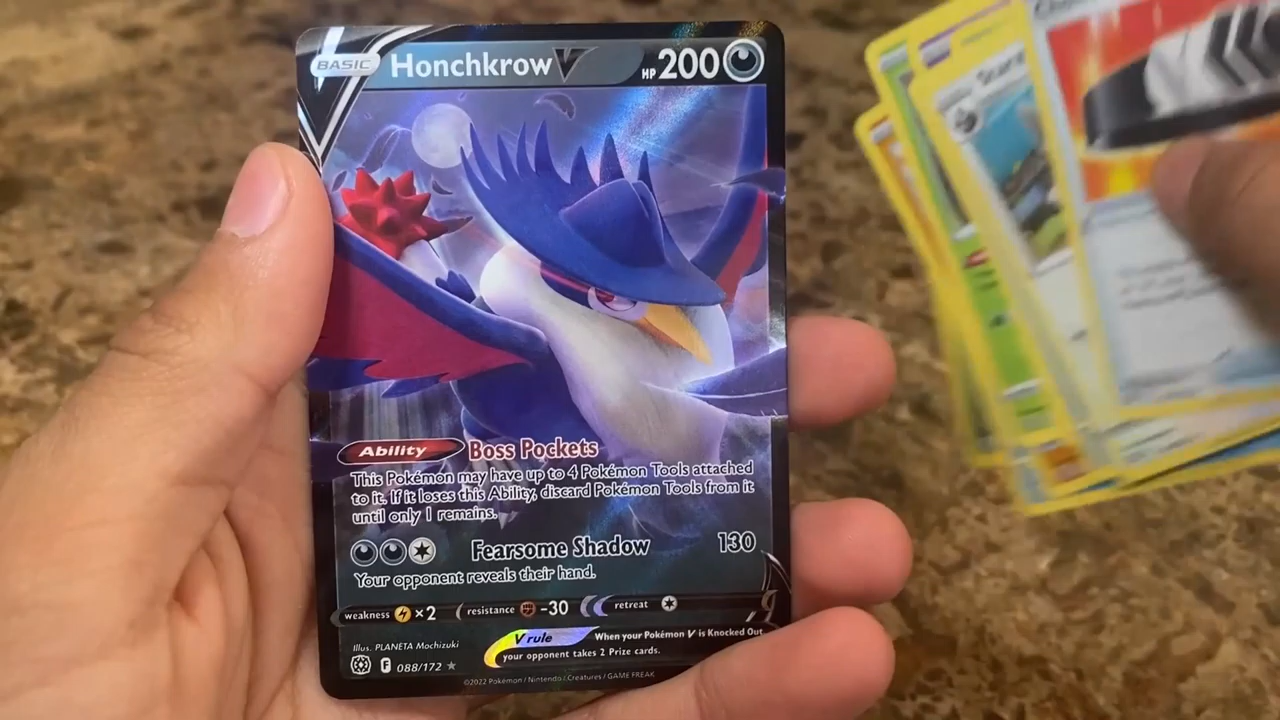 BASIC Honchkrow V HP 200
Ability Boss Pockets
This Pokémon may have up to 4 Pokémon Tools attached
to it. If it loses this Ability, discard Pokémon Tools from it
until only 1 remains.
Fearsome Shadow 130
Your opponent reveals their hand.
weakness ×2 resistance -30 retreat
V rule When your Pokémon V is Knocked Out,
your opponent takes 2 Prize cards.
Illus. PLANETA Mochizuki
F 088/172 ★
©2022 Pokémon / Nintendo / Creatures / GAME FREAK